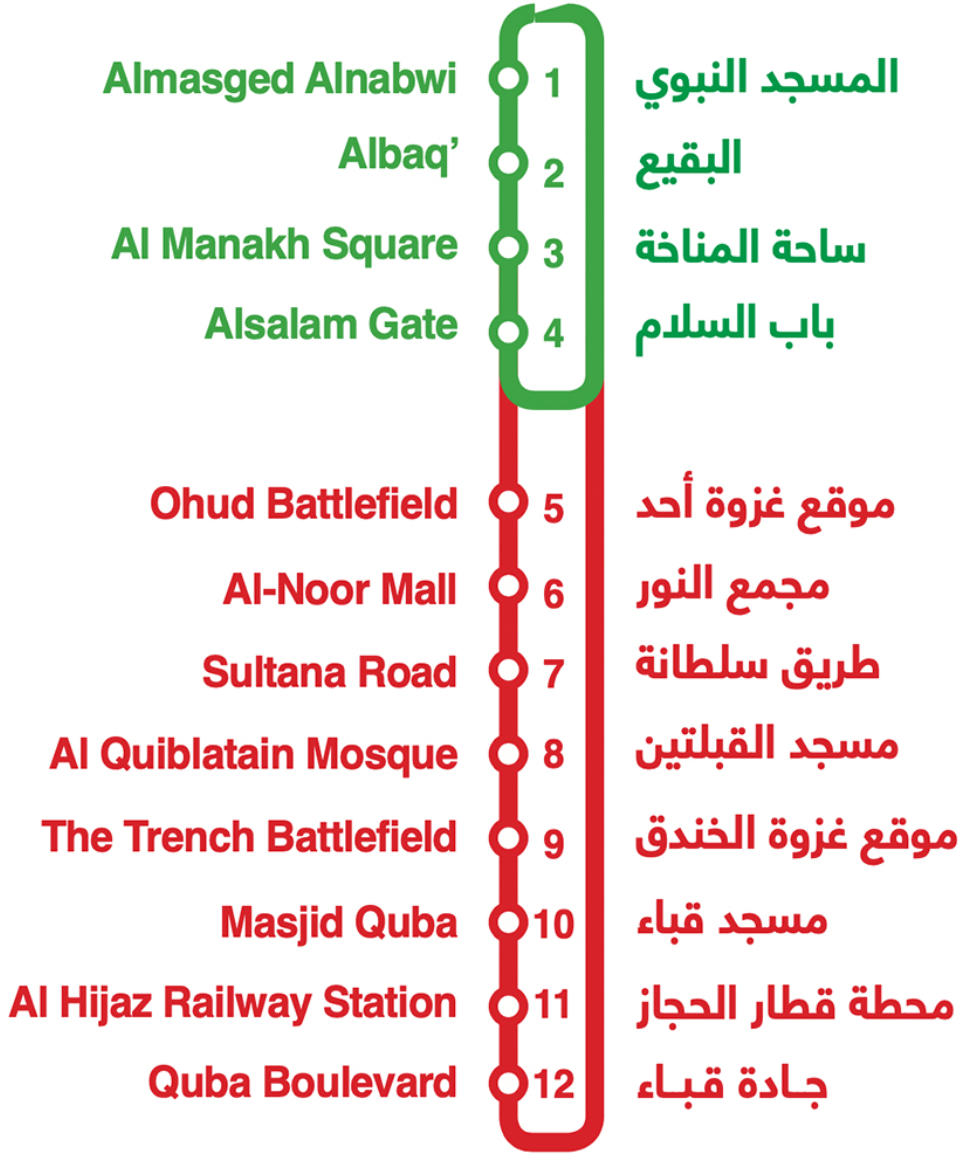 Almasged Alnabwi 1 المسجد النبوي
Albaq’ 2 البقيع
Al Manakh Square 3 ساحة المناخة
Alsalam Gate 4 باب السلام
Ohud Battlefield 5 موقع غزوة أحد
Al-Noor Mall 6 مجمع النور
Sultana Road 7 طريق سلطانة
Al Quiblatain Mosque 8 مسجد القبلتين
The Trench Battlefield 9 موقع غزوة الخندق
Masjid Quba 10 مسجد قباء
Al Hijaz Railway Station 11 محطة قطار الحجاز
Quba Boulevard 12 جـادة قبـاء